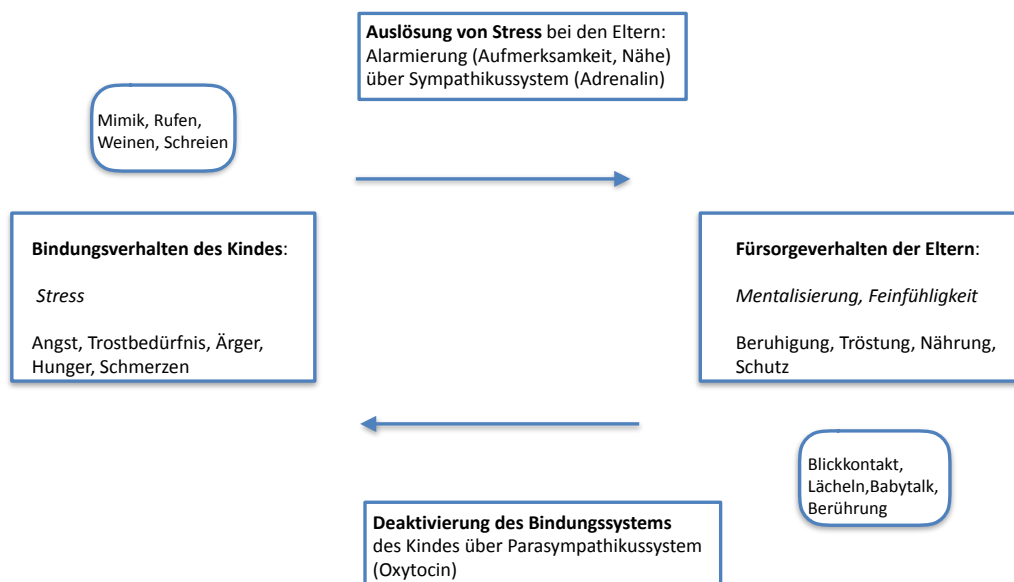 Auslösung von Stress bei den Eltern:
Alarmierung (Aufmerksamkeit, Nähe)
über Sympathikussystem (Adrenalin)
Mimik, Rufen,
Weinen, Schreien
Bindungsverhalten des Kindes:
Stress
Angst, Trostbedürfnis, Ärger,
Hunger, Schmerzen
Fürsorgeverhalten der Eltern:
Mentalisierung, Feinfühligkeit
Beruhigung, Tröstung, Nährung,
Schutz
Blickkontakt,
Lächeln,Babytalk,
Berührung
Deaktivierung des Bindungssystems
des Kindes über Parasympathikussystem
(Oxytocin)